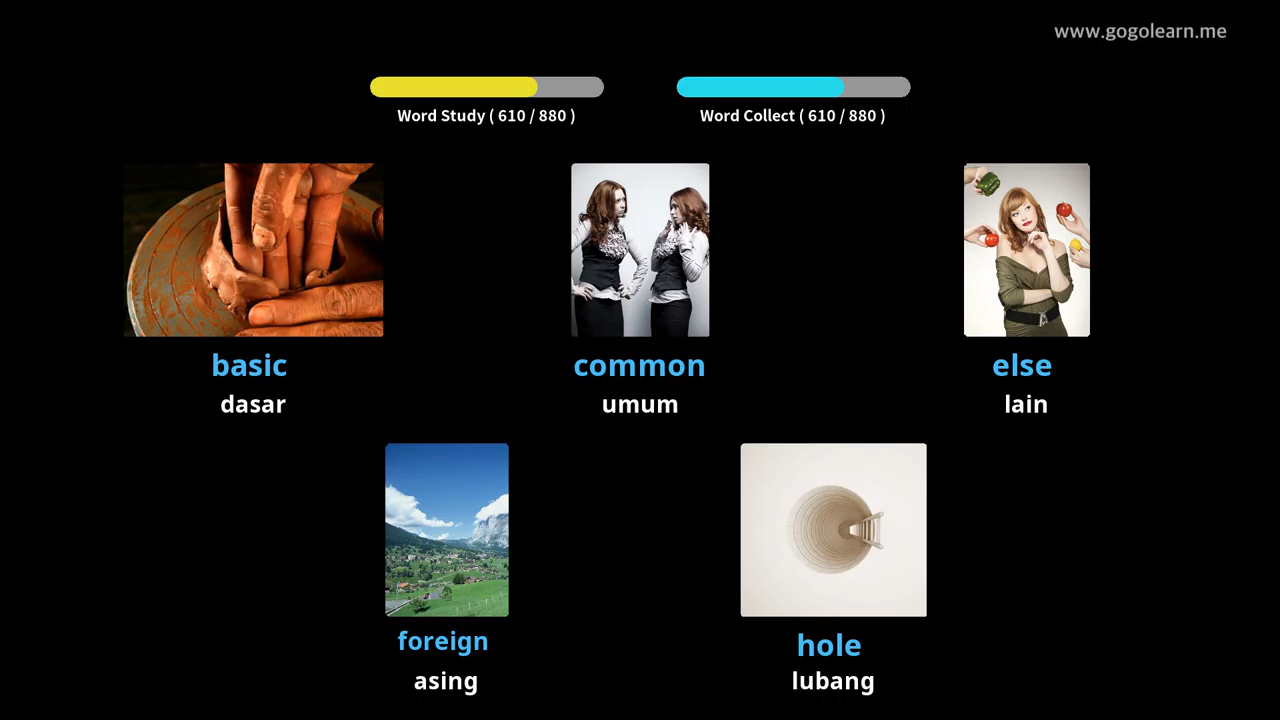 www.gogolearn.me
Word Study ( 610 / 880 )
Word Collect ( 610 / 880 )
basic
dasar
common
umum
else
lain
foreign
asing
hole
lubang